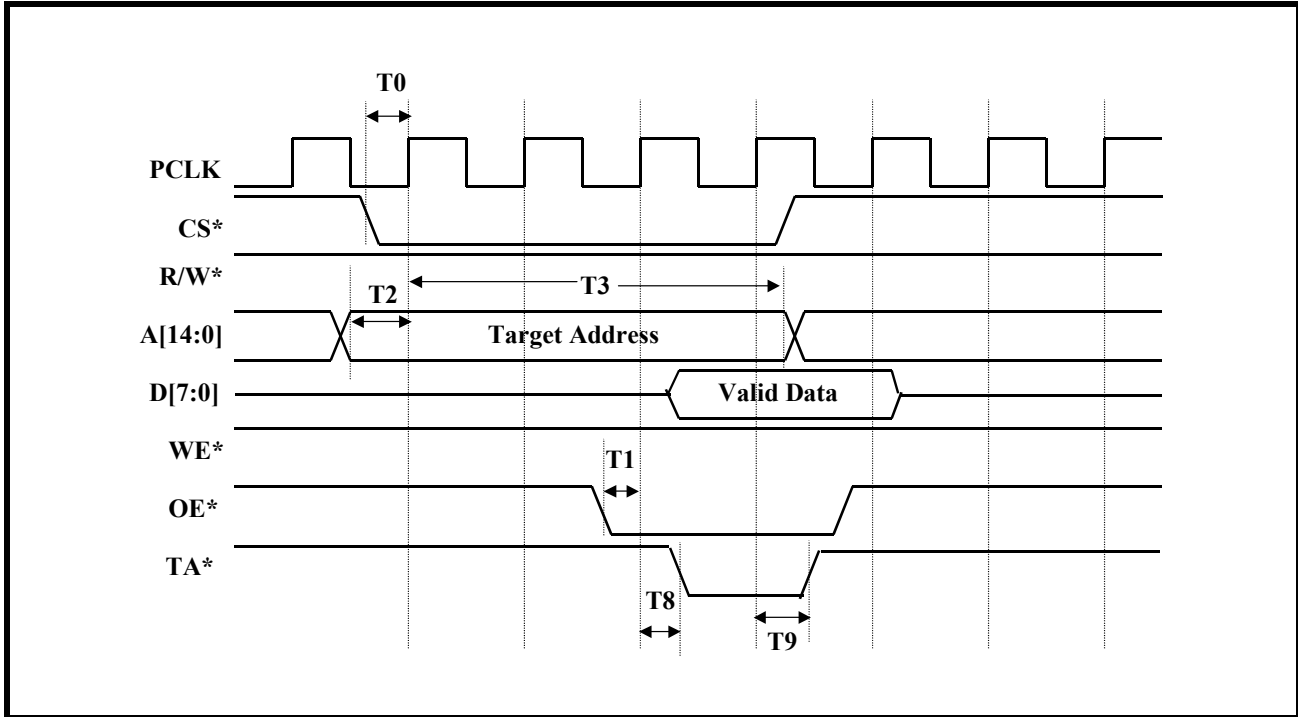 T0
PCLK
CS*
R/W*
T2
T3
A[14:0]
Target Address
D[7:0]
Valid Data
WE*
T1
OE*
TA*
T8
T9